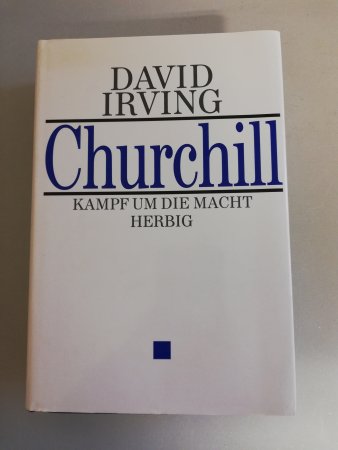 DAVID
IRVING
Churchill
KAMPF UM DIE MACHT
HERBIG